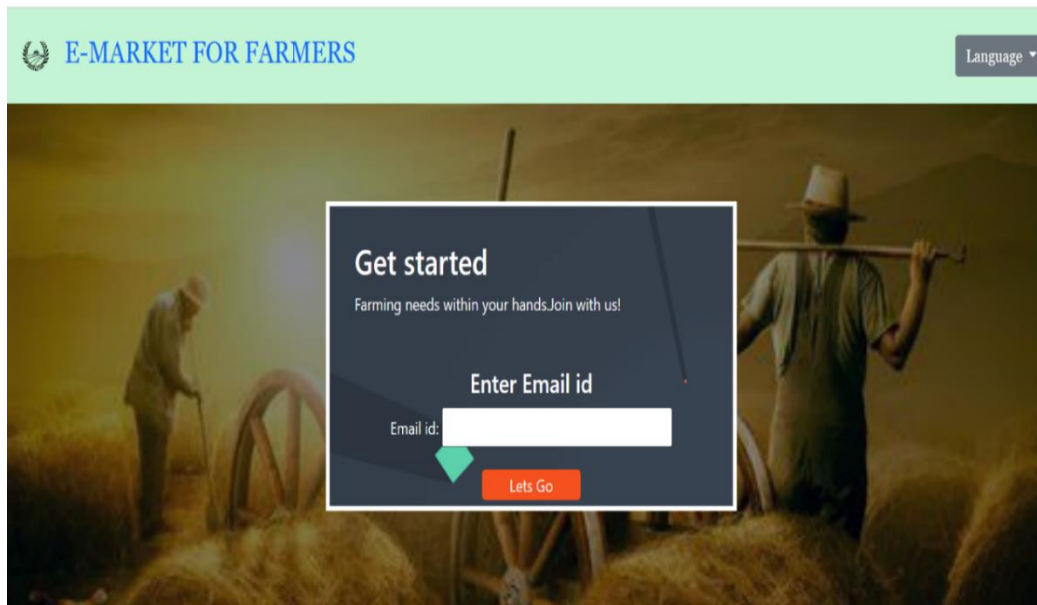 E-MARKET FOR FARMERS
Language
Get started
Farming needs within your hands.Join with us!
Enter Email id
Email id:
Lets Go